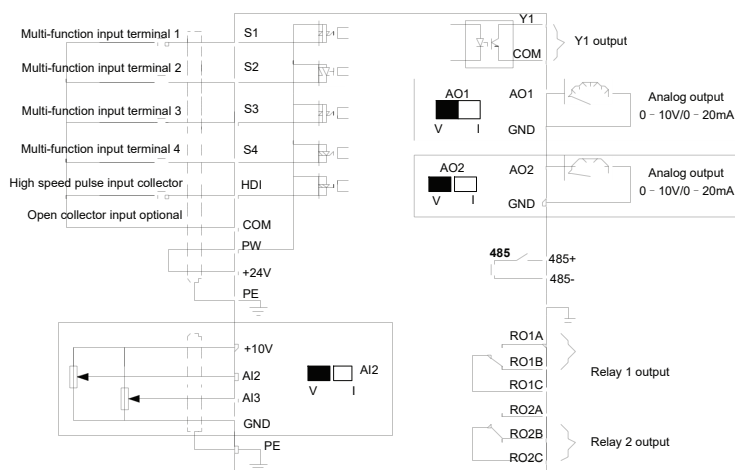 Multi-function input terminal 1
S1
Multi-function input terminal 2
S2
Multi-function input terminal 3
S3
Multi-function input terminal 4
S4
High speed pulse input collector
HDI
Open collector input optional
COM
PW
+24V
PE
+10V
AI2
AI2
V I
AI3
GND
PE
Y1
COM
Y1 output
AO1
AO1
V I
GND
Analog output
0-10V/0-20mA
AO2
AO2
V I
GND
Analog output
0-10V/0-20mA
485
485+
485-
RO1A
RO1B
RO1C
Relay 1 output
RO2A
RO2B
RO2C
Relay 2 output